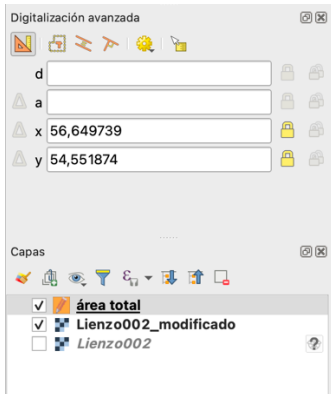 Digitalización avanzada
d
a
x 56,649739
y 54,551874
Capas
área total
Lienzo002_modificado
Lienzo002